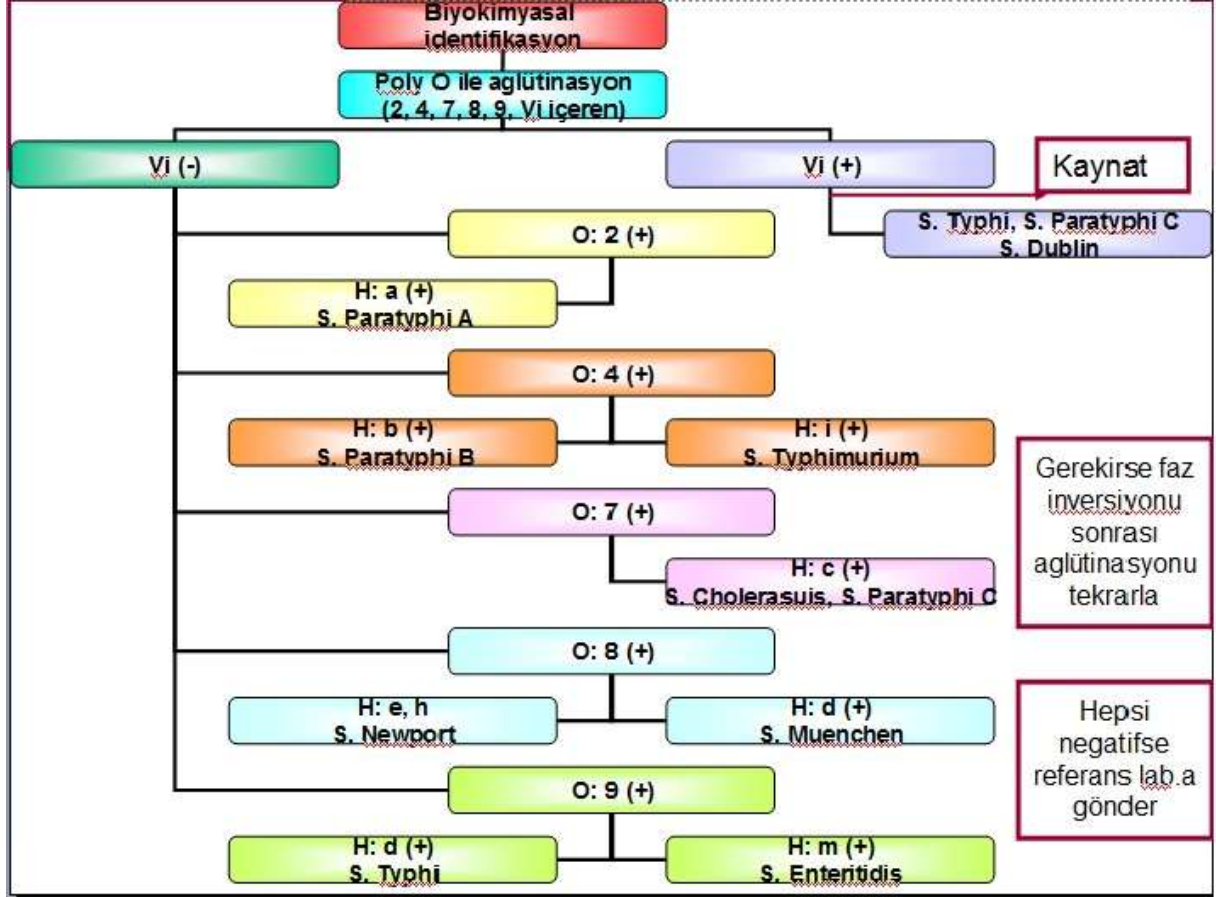 Biyokimyasal
identifikasyon
Poly O ile aglütinasyon
(2, 4, 7, 8, 9, Vi içeren)
Vi (-)
Vi (+)
Kaynat
S. Typhi, S. Paratyphi C
S. Dublin
O: 2 (+)
H: a (+)
S. Paratyphi A
O: 4 (+)
H: b (+)
S. Paratyphi B
H: i (+)
S. Typhimurium
Gerekirse faz
inversiyonu
sonrası
aglütinasyonu
tekrarla
O: 7 (+)
H: c (+)
S. Cholerasuis, S. Paratyphi C
O: 8 (+)
H: e, h
S. Newport
H: d (+)
S. Muenchen
Hepsi
negatifse
referans lab.a
gönder
O: 9 (+)
H: d (+)
S. Typhi
H: m (+)
S. Enteritidis